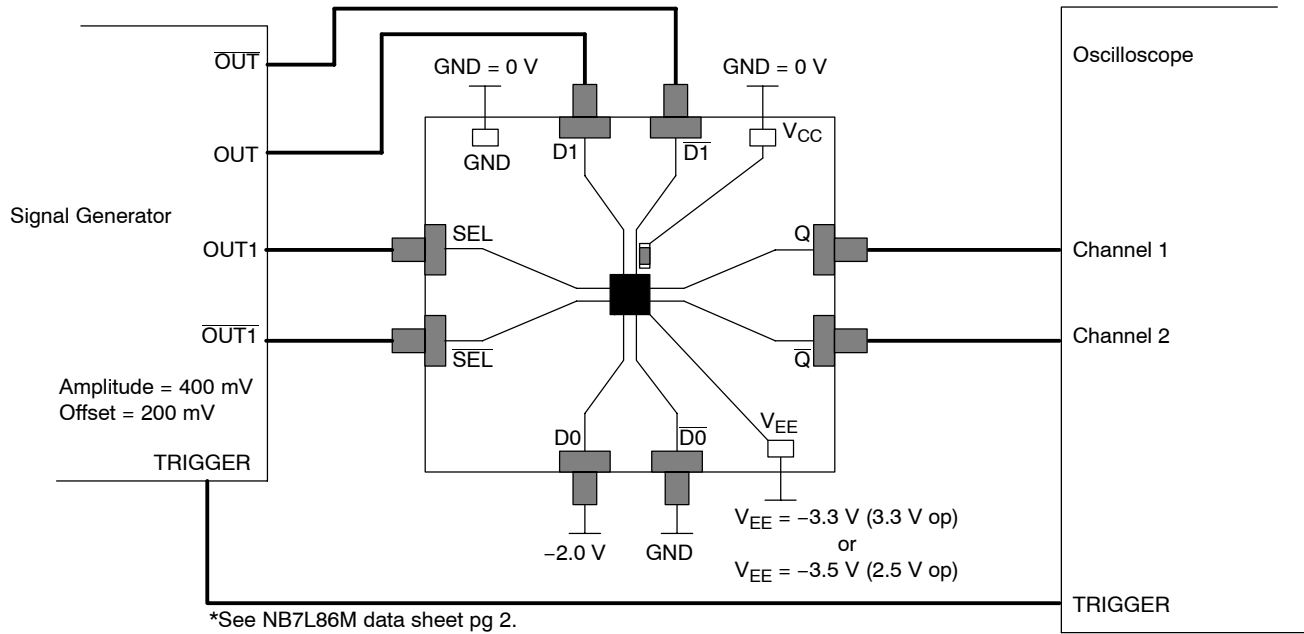 OUT
Oscilloscope
GND = 0 V
GND = 0 V
VCC
OUT
D1
D1
GND
Signal Generator
SEL
Q
OUT1
Channel 1
OUT1
Channel 2
SEL
Q
Amplitude = 400 mV
Offset = 200 mV
VEE
D0
D0
TRIGGER
VEE = −3.3 V (3.3 V op)
−2.0 V
GND
or
VEE = −3.5 V (2.5 V op)
TRIGGER
*See NB7L86M data sheet pg 2.